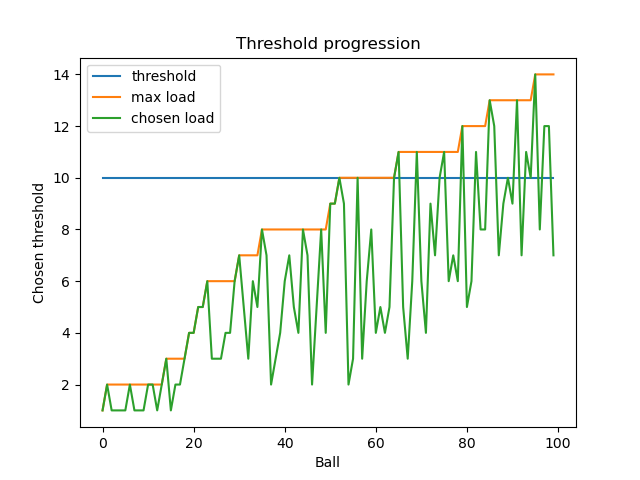 Threshold progression
threshold
max load
chosen load
14
12
10
8
6
4
2
Chosen threshold
0 20 40 60 80 100
Ball